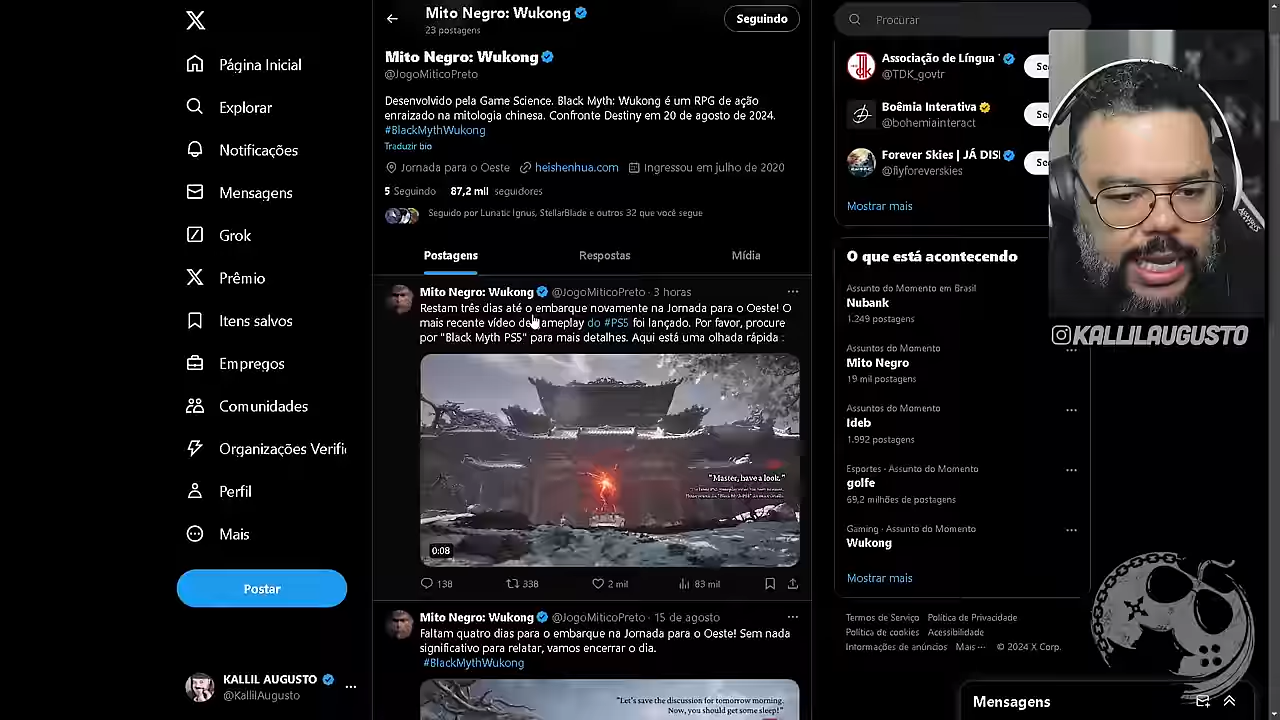 Página Inicial
Explorar
Notificações
Mensagens
Grok
Prêmio
Itens salvos
Empregos
Comunidades
Organizações Verific
Perfil
Mais
Postar
KALLIL AUGUSTO
@KallilAugusto
Mito Negro: Wukong
23 postagens
Seguindo
Mito Negro: Wukong
@JogoMiticoPreto
Desenvolvido pela Game Science. Black Myth: Wukong é um RPG de ação
enraizado na mitologia chinesa. Confronte Destiny em 20 de agosto de 2024.
#BlackMythWukong
Traduzir bio
Jornada para o Oeste heishenhua.com Ingressou em julho de 2020
5 Seguindo 87,2 mil seguidores
Seguido por Lunatic Ignus, StellarBlade e outros 32 que você segue
Postagens Respostas Mídia
Mito Negro: Wukong @JogoMiticoPreto · 3 horas
Restam três dias até o embarque novamente na Jornada para o Oeste! O
mais recente vídeo de gameplay do #PS5 foi lançado. Por favor, procure
por "Black Myth PS5" para mais detalhes. Aqui está uma olhada rápida :
"Master, have a look."
0:08
138 338 2 mil 83 mil
Mito Negro: Wukong @JogoMiticoPreto · 15 de agosto
Faltam quatro dias para o embarque na Jornada para o Oeste! Sem nada
significativo para relatar, vamos encerrar o dia.
#BlackMythWukong
"Let's save the discussion for tomorrow morning.
Now, you should get some sleep!"
Procurar
Associação de Língua
@TDK_govtr
Se
Boêmia Interativa
@bohemiainteract
Se
Forever Skies | JÁ DIS
@flyforeverskies
Se
Mostrar mais
O que está acontecendo
Assunto do Momento em Brasil
Nubank
1.249 postagens
Assuntos do Momento
Mito Negro
19 mil postagens
Assuntos do Momento
Ideb
1.992 postagens
Esportes · Assunto do Momento
golfe
69,2 milhões de postagens
Gaming · Assunto do Momento
Wukong
Mostrar mais
Termos de Serviço Política de Privacidade
Política de cookies Acessibilidade
Informações de anúncios Mais ··· © 2024 X Corp.
Mensagens
KALLILAUGUSTO